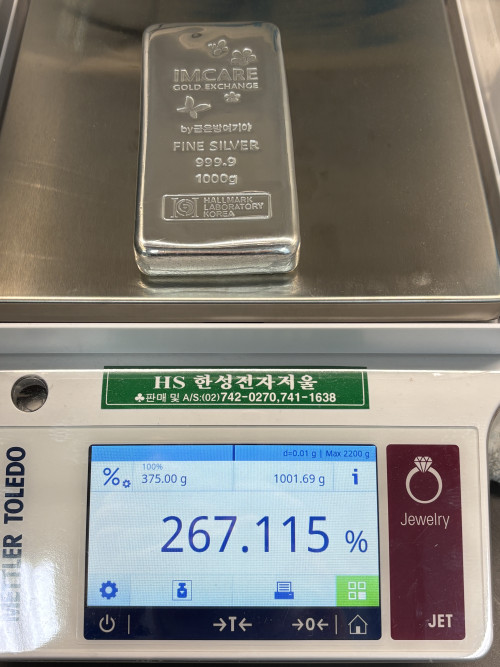 IMCARE
GOLD EXCHANGE
by금은방여기야
FINE SILVER
999.9
1000g
HALLMARK
LABORATORY
KOREA
HS 한성전자저울
♣판매 및 A/S:(02)742-0270,741-1638
METTLER TOLEDO
d=0.01 g | Max 2200 g
%
100%
375.00 g
1001.69 g
i
267.115 %
→T←
→0←
Jewelry
JET